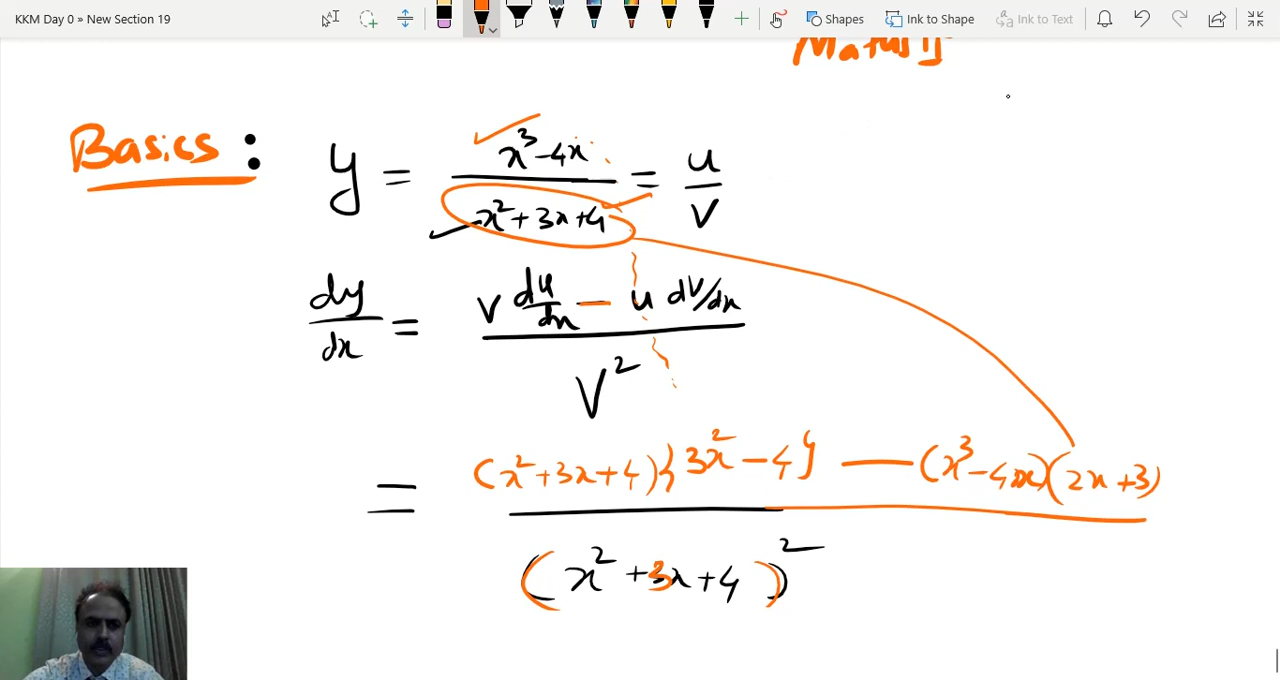 KKM Day 0 » New Section 19
Shapes
Ink to Shape
Ink to Text
Maths II
Basics :
y = x³-4x / x²+3x+4 = u/v
dy/dx = v du/dx - u dv/dx / v²
= (x²+3x+4){3x²-4} - (x³-4x)(2x+3) / (x²+3x+4)²